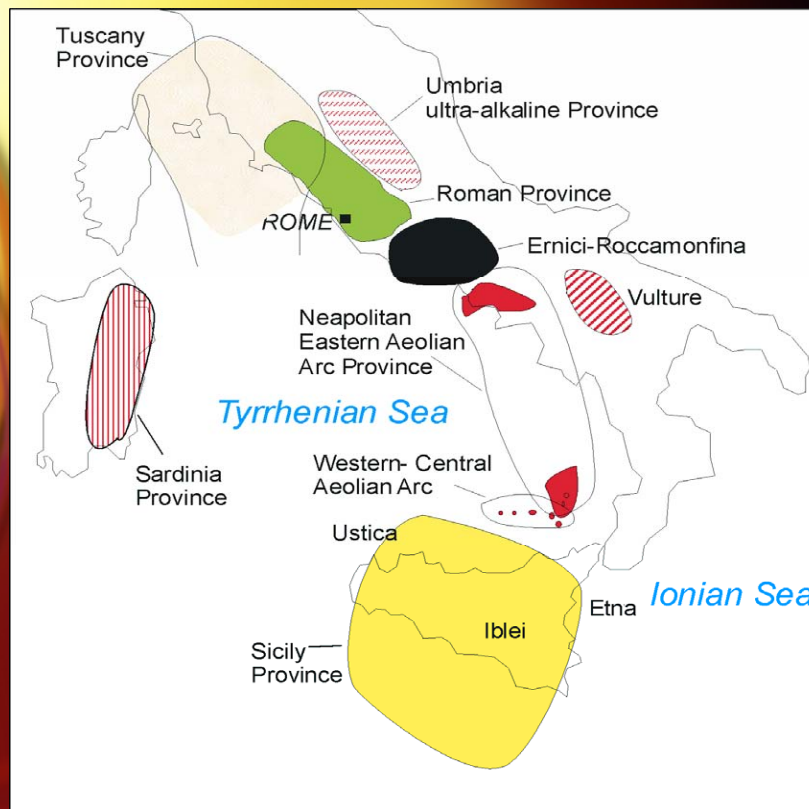 Tuscany
Province
Umbria
ultra-alkaline Province
Roman Province
ROME
Ernici-Roccamonfina
Vulture
Neapolitan
Eastern Aeolian
Arc Province
Tyrrhenian Sea
Sardinia
Province
Western- Central
Aeolian Arc
Ustica
Etna
Ionian Sea
Iblei
Sicily
Province